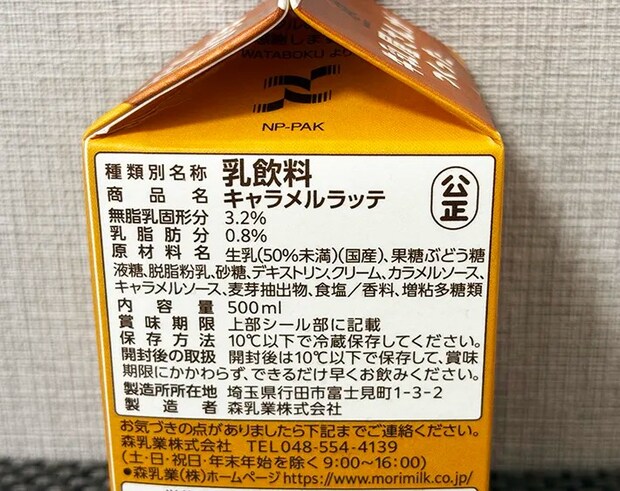 WATABOKU より
NP-PAK
種類別名称 乳飲料
商品名 キャラメルラッテ
公正
無脂乳固形分 3.2%
乳脂肪分 0.8%
原材料名 生乳(50%未満)(国産)、果糖ぶどう糖
液糖、脱脂粉乳、砂糖、デキストリン、クリーム、カラメルソース、
キャラメルソース、麦芽抽出物、食塩/香料、増粘多糖類
内容量 500ml
賞味期限 上部シール部に記載
保存方法 10℃以下で冷蔵保存してください。
開封後の取扱 開封後は10℃以下で保存して、賞味
期限にかかわらず、できるだけ早くお飲みください。
製造所所在地 埼玉県行田市富士見町1-3-2
製造者 森乳業株式会社
お気づきの点がありましたら下記までご連絡ください。
森乳業株式会社 TEL048-554-4139
(土・日・祝日・年末年始を除く9:00~16:00)
●森乳業(株)ホームページhttps://www.morimilk.co.jp/